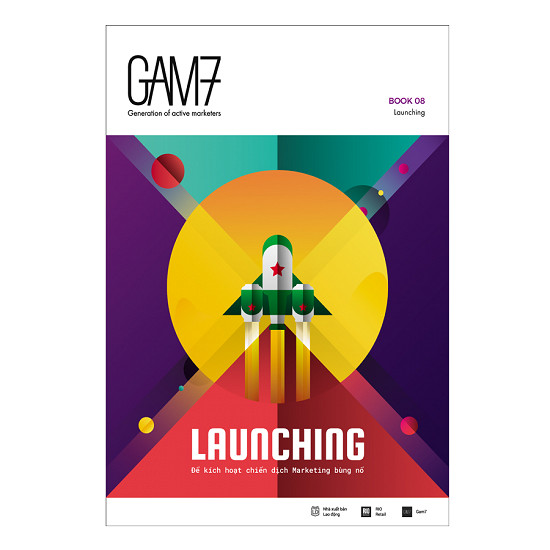 GAM7
Generation of active marketers
BOOK 08
Launching
LAUNCHING
Để kích hoạt chiến dịch Marketing bùng nổ
Nhà xuất bản
Lao động
RIO
Retail
Gam7